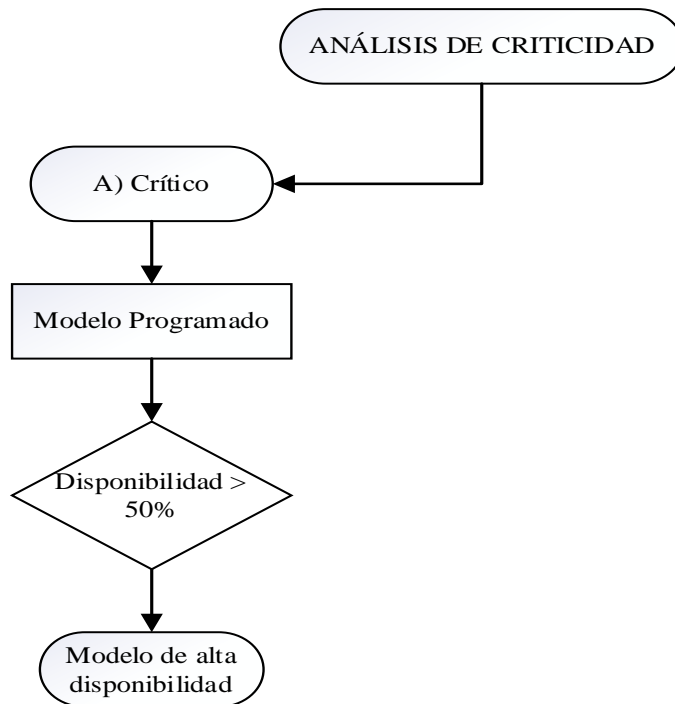 ANÁLISIS DE CRITICIDAD
A) Crítico
Modelo Programado
Disponibilidad >
50%
Modelo de alta
disponibilidad